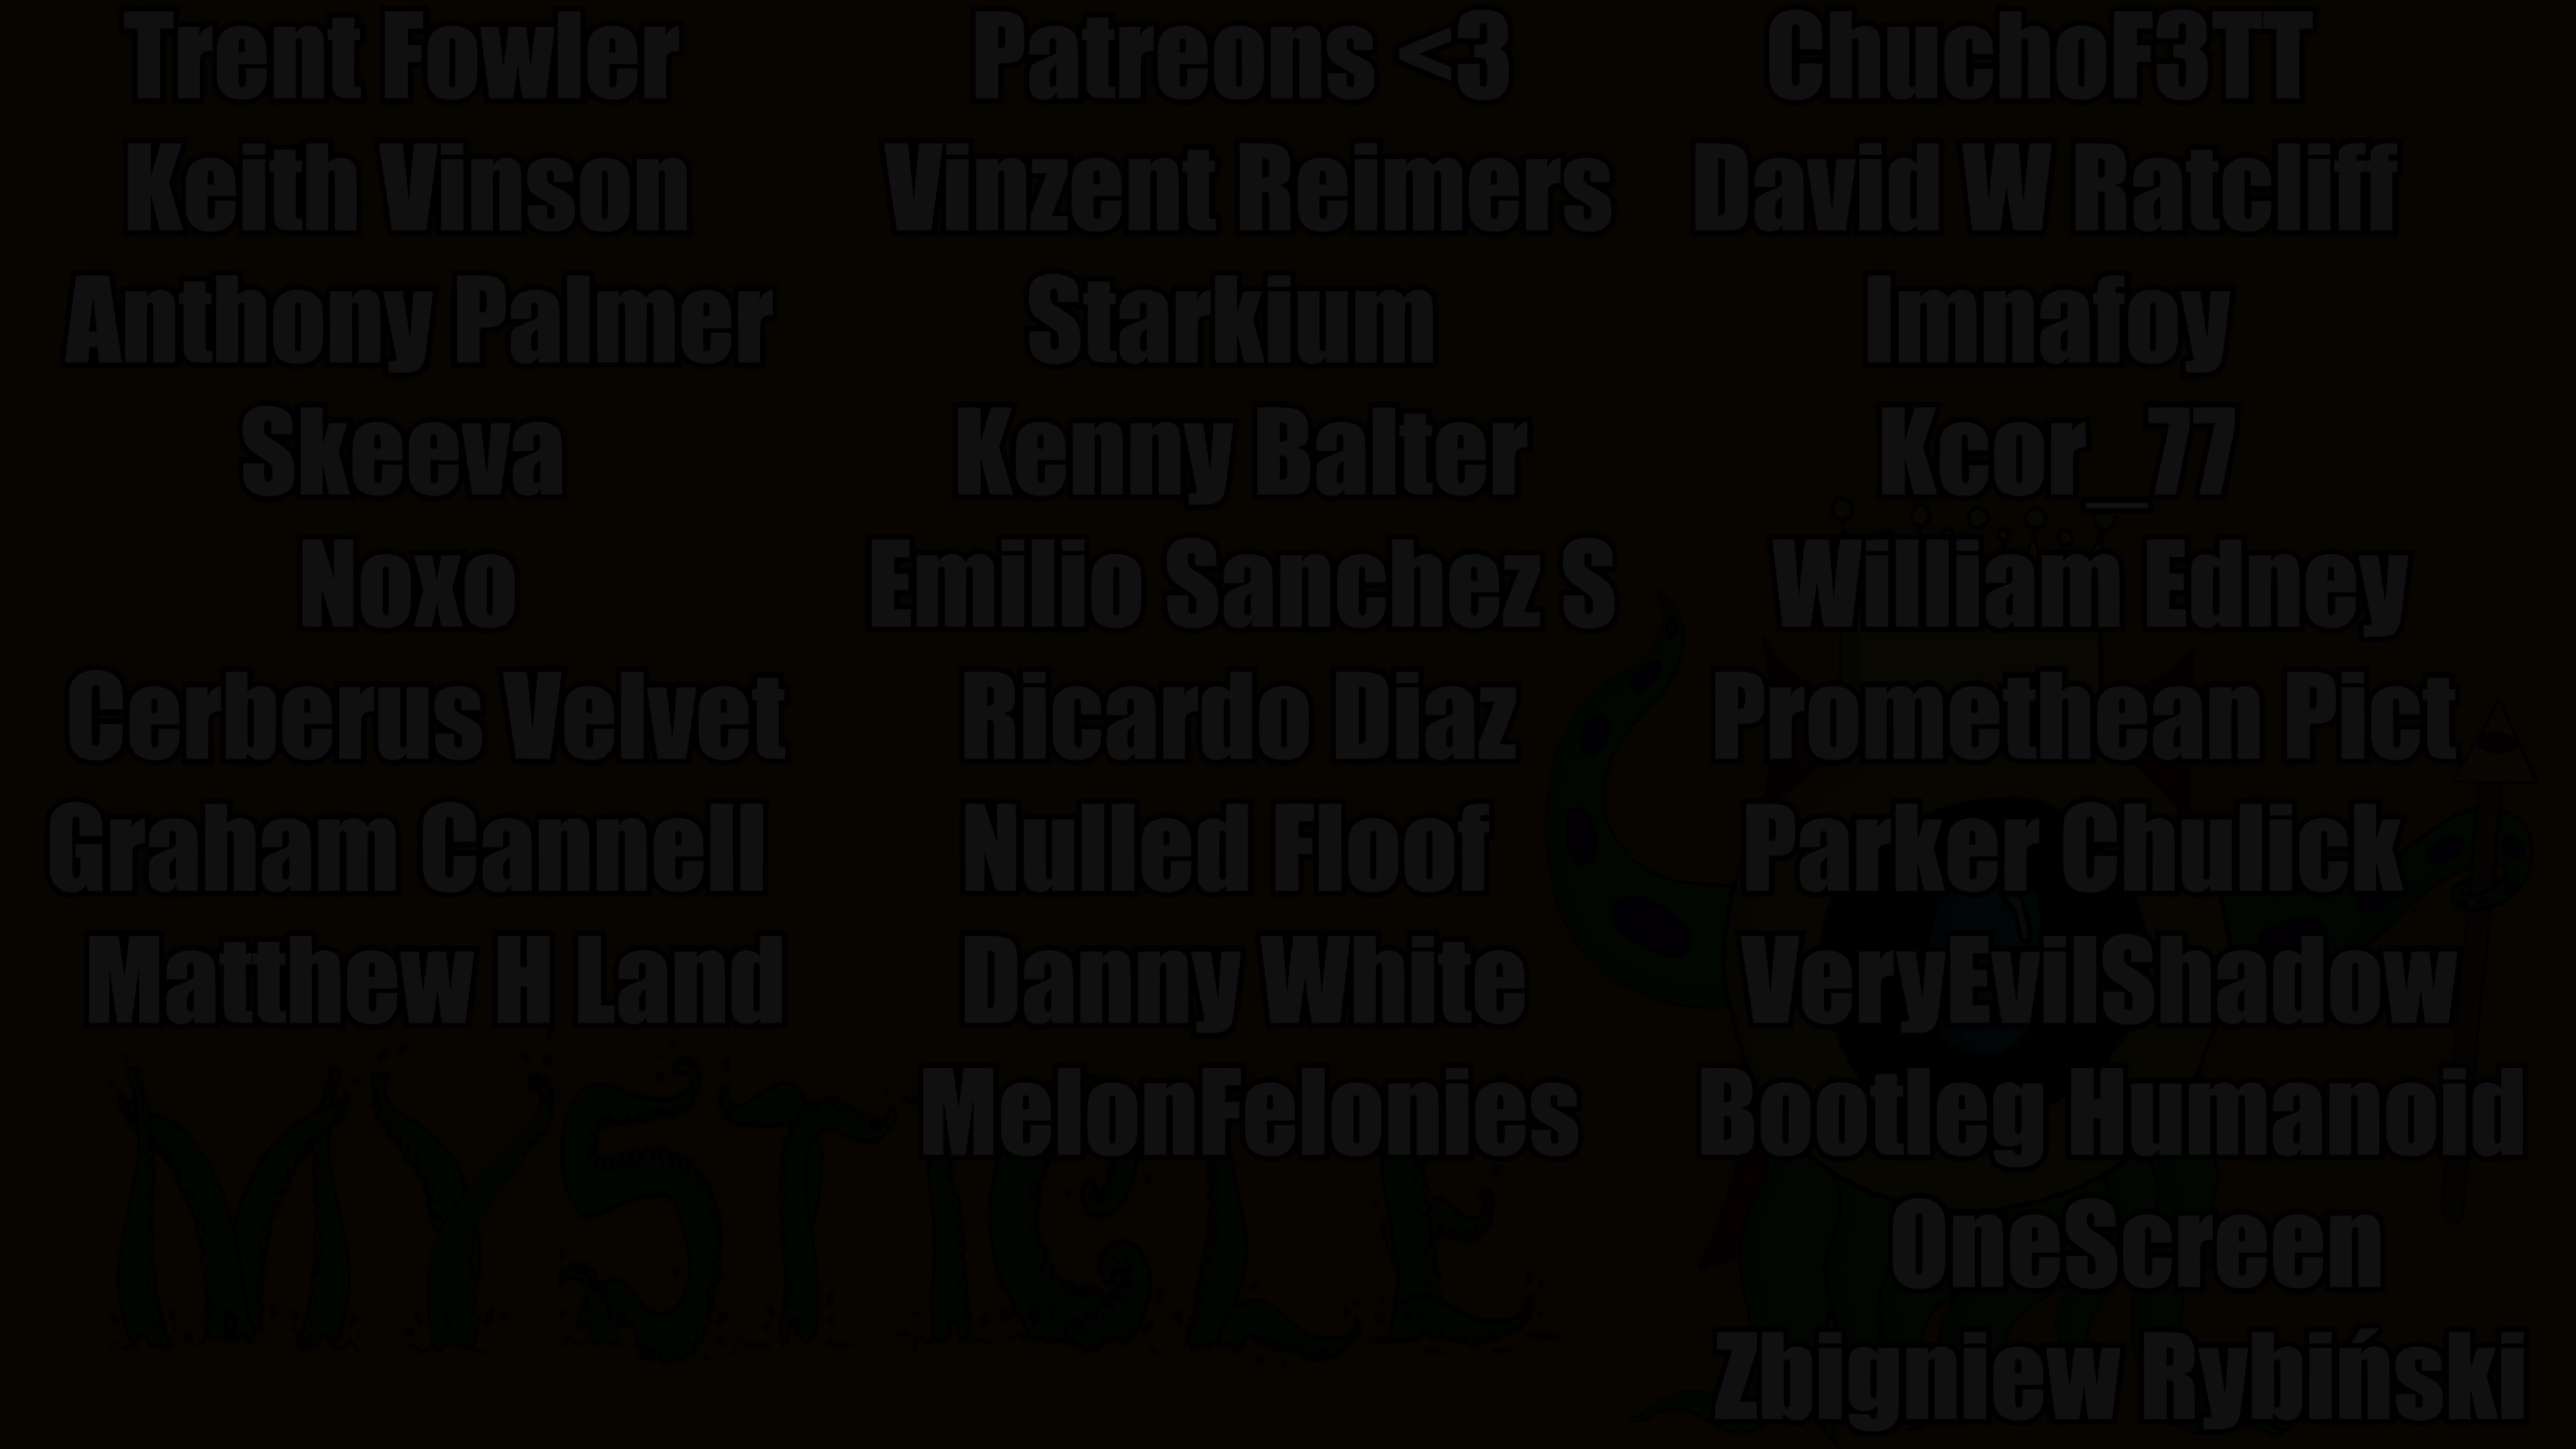 Trent Fowler
Keith Vinson
Anthony Palmer
Skeeva
Noxo
Cerberus Velvet
Graham Cannell
Matthew H Land
Patreons <3
Vinzent Reimers
Starkium
Kenny Balter
Emilio Sanchez S
Ricardo Diaz
Nulled Floof
Danny White
MelonFelonies
ChuchoF3TT
David W Ratcliff
Imnafoy
Kcor_77
William Edney
Promethean Pict
Parker Chulick
VeryEvilShadow
Bootleg Humanoid
OneScreen
Zbigniew Rybiński
MYSTICLE